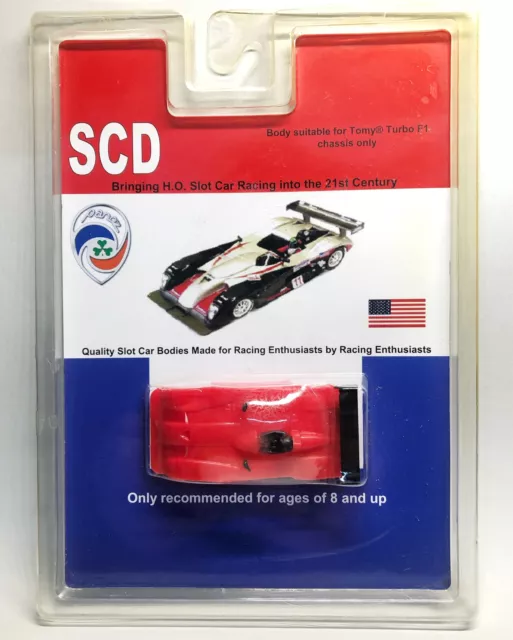 SCD
Body suitable for Tomy® Turbo F1
chassis only
Bringing H.O. Slot Car Racing into the 21st Century
panoz
Quality Slot Car Bodies Made for Racing Enthusiasts by Racing Enthusiasts
Only recommended for ages of 8 and up